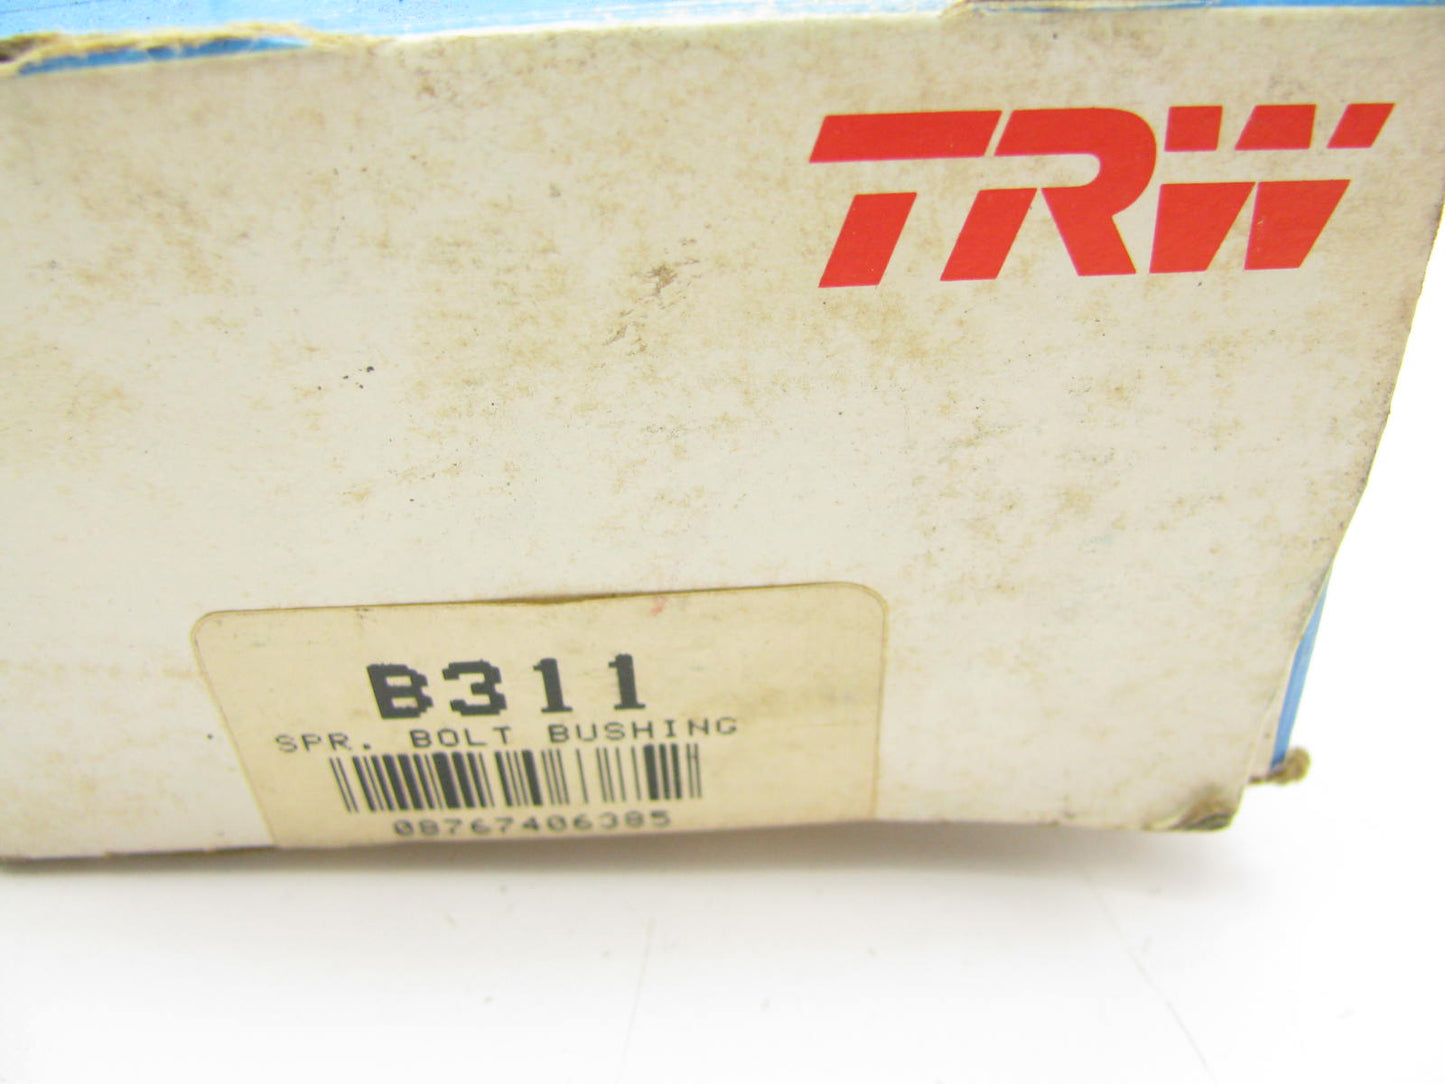 TRW
B311
SPR. BOLT BUSHING
08767406385